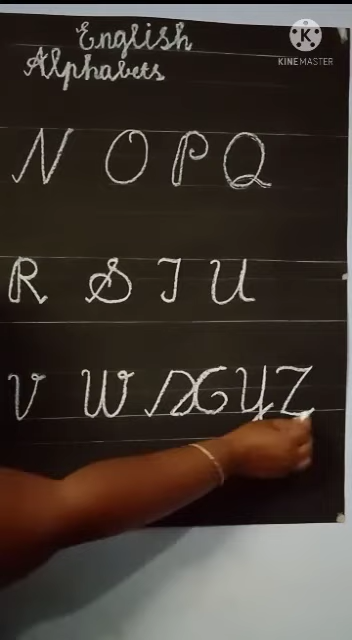 English
Alphabets
K
KINEMASTER
N O P Q
R S T U
V W X Y Z